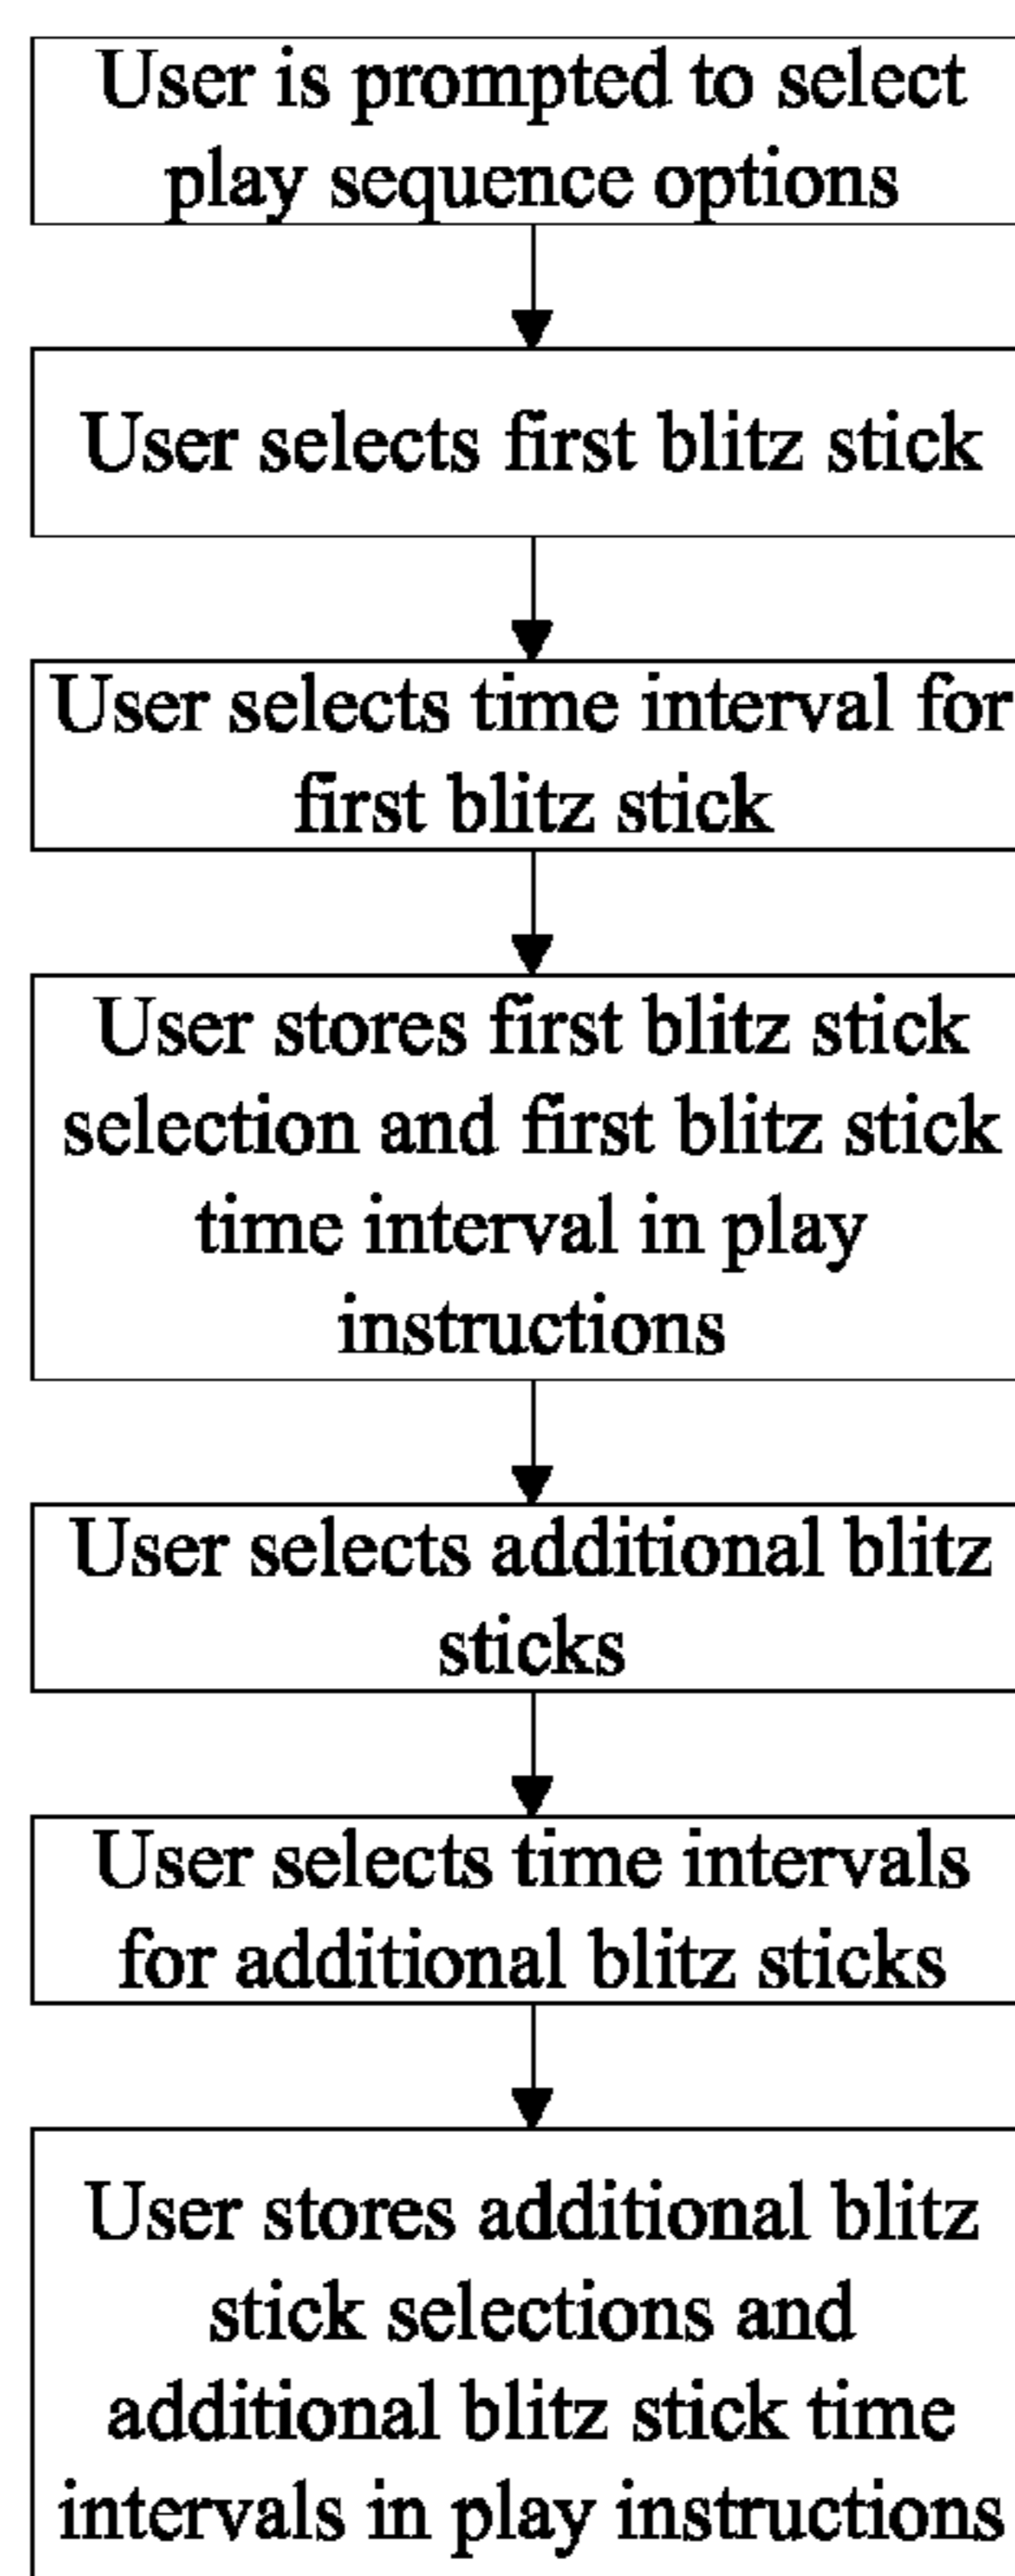 User is prompted to select
play sequence options
User selects first blitz stick
User selects time interval for
first blitz stick
User stores first blitz stick
selection and first blitz stick
time interval in play
instructions
User selects additional blitz
sticks
User selects time intervals
for additional blitz sticks
User stores additional blitz
stick selections and
additional blitz stick time
intervals in play instructions